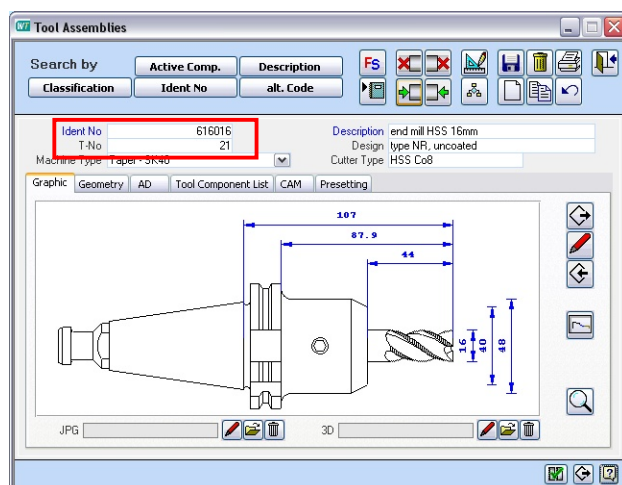 WT Tool Assemblies
Search by
Active Comp.
Description
Classification
Ident No
alt. Code
FS
Ident No 616016
T-No 21
Machine Type Taper - SK40
Description end mill HSS 16mm
Design type NR, uncoated
Cutter Type HSS Co8
Graphic Geometry AD Tool Component List CAM Presetting
107
87.9
44
16
40
48
JPG
3D